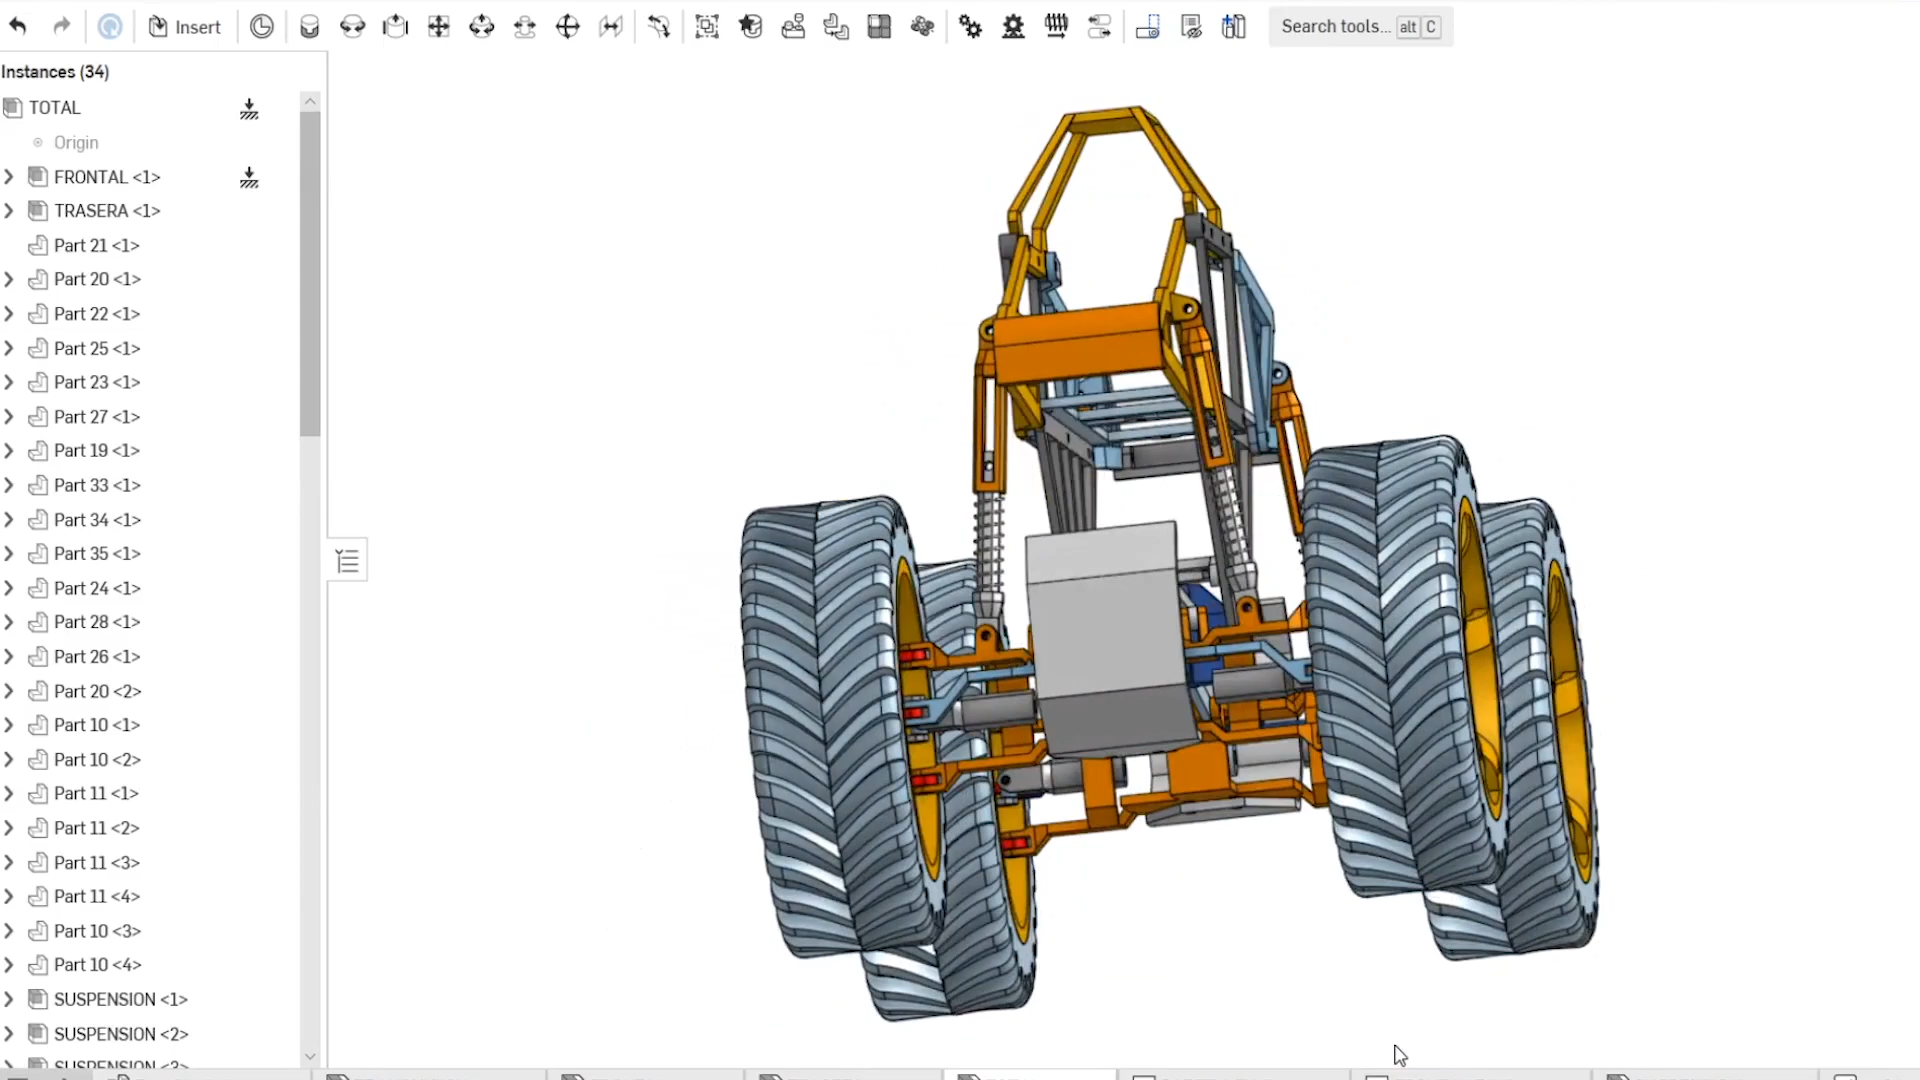 Insert
Search tools... alt C
Instances (34)
TOTAL
Origin
FRONTAL <1>
TRASERA <1>
Part 21 <1>
Part 20 <1>
Part 22 <1>
Part 25 <1>
Part 23 <1>
Part 27 <1>
Part 19 <1>
Part 33 <1>
Part 34 <1>
Part 35 <1>
Part 24 <1>
Part 28 <1>
Part 26 <1>
Part 20 <2>
Part 10 <1>
Part 10 <2>
Part 11 <1>
Part 11 <2>
Part 11 <3>
Part 11 <4>
Part 10 <3>
Part 10 <4>
SUSPENSION <1>
SUSPENSION <2>
SUSPENSION <3>